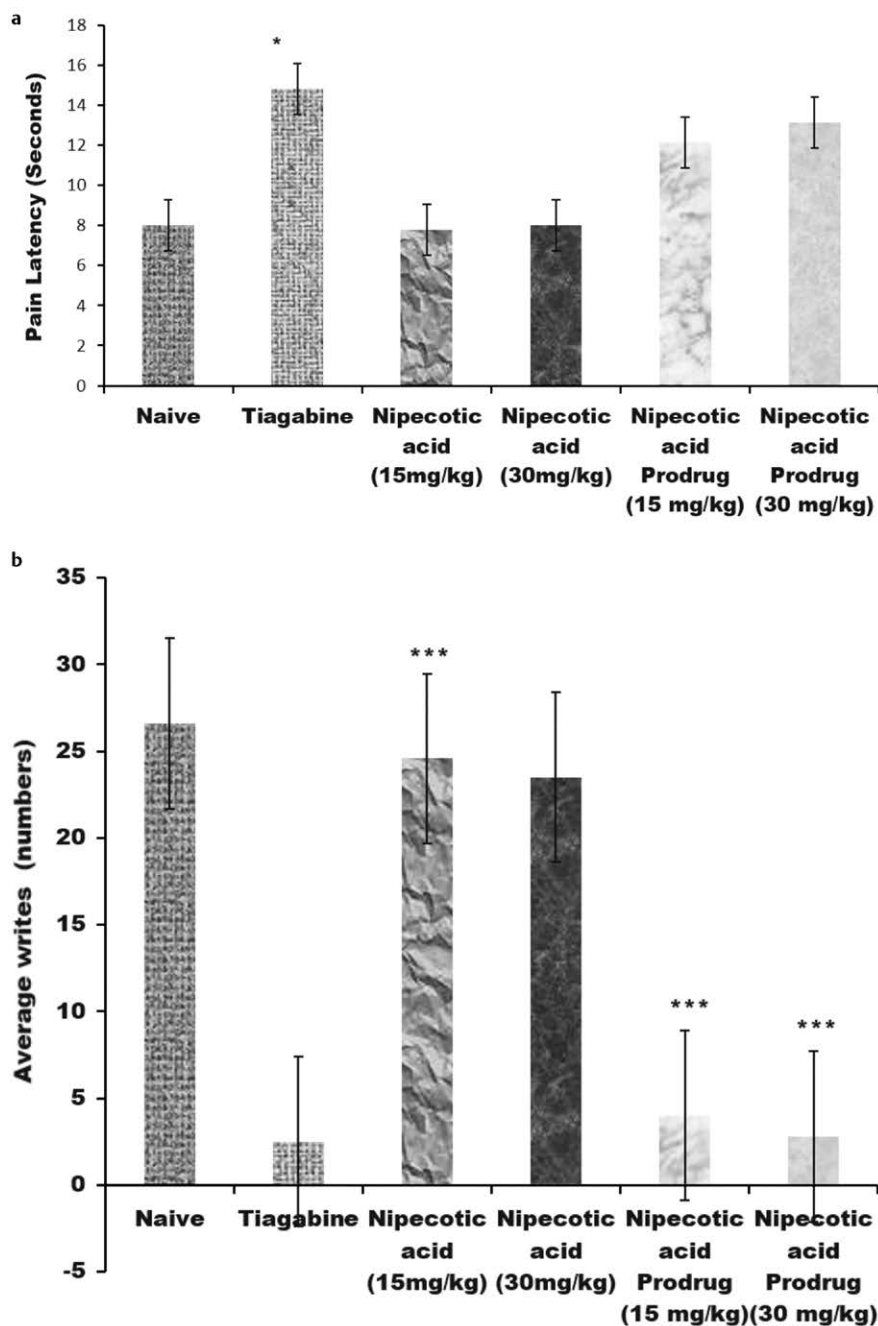 a
Pain Latency (Seconds)
18
16
14
12
10
8
6
4
2
0
*
Naive Tiagabine Nipecotic Nipecotic Nipecotic Nipecotic
acid acid acid acid
(15mg/kg) (30mg/kg) Prodrug Prodrug
(15 mg/kg) (30 mg/kg)
b
Average writes (numbers)
35
30
25
20
15
10
5
0
-5
***
***
***
Naive Tiagabine Nipecotic Nipecotic Nipecotic Nipecotic
acid acid acid acid
(15mg/kg) (30mg/kg) Prodrug Prodrug
(15 mg/kg) (30 mg/kg)